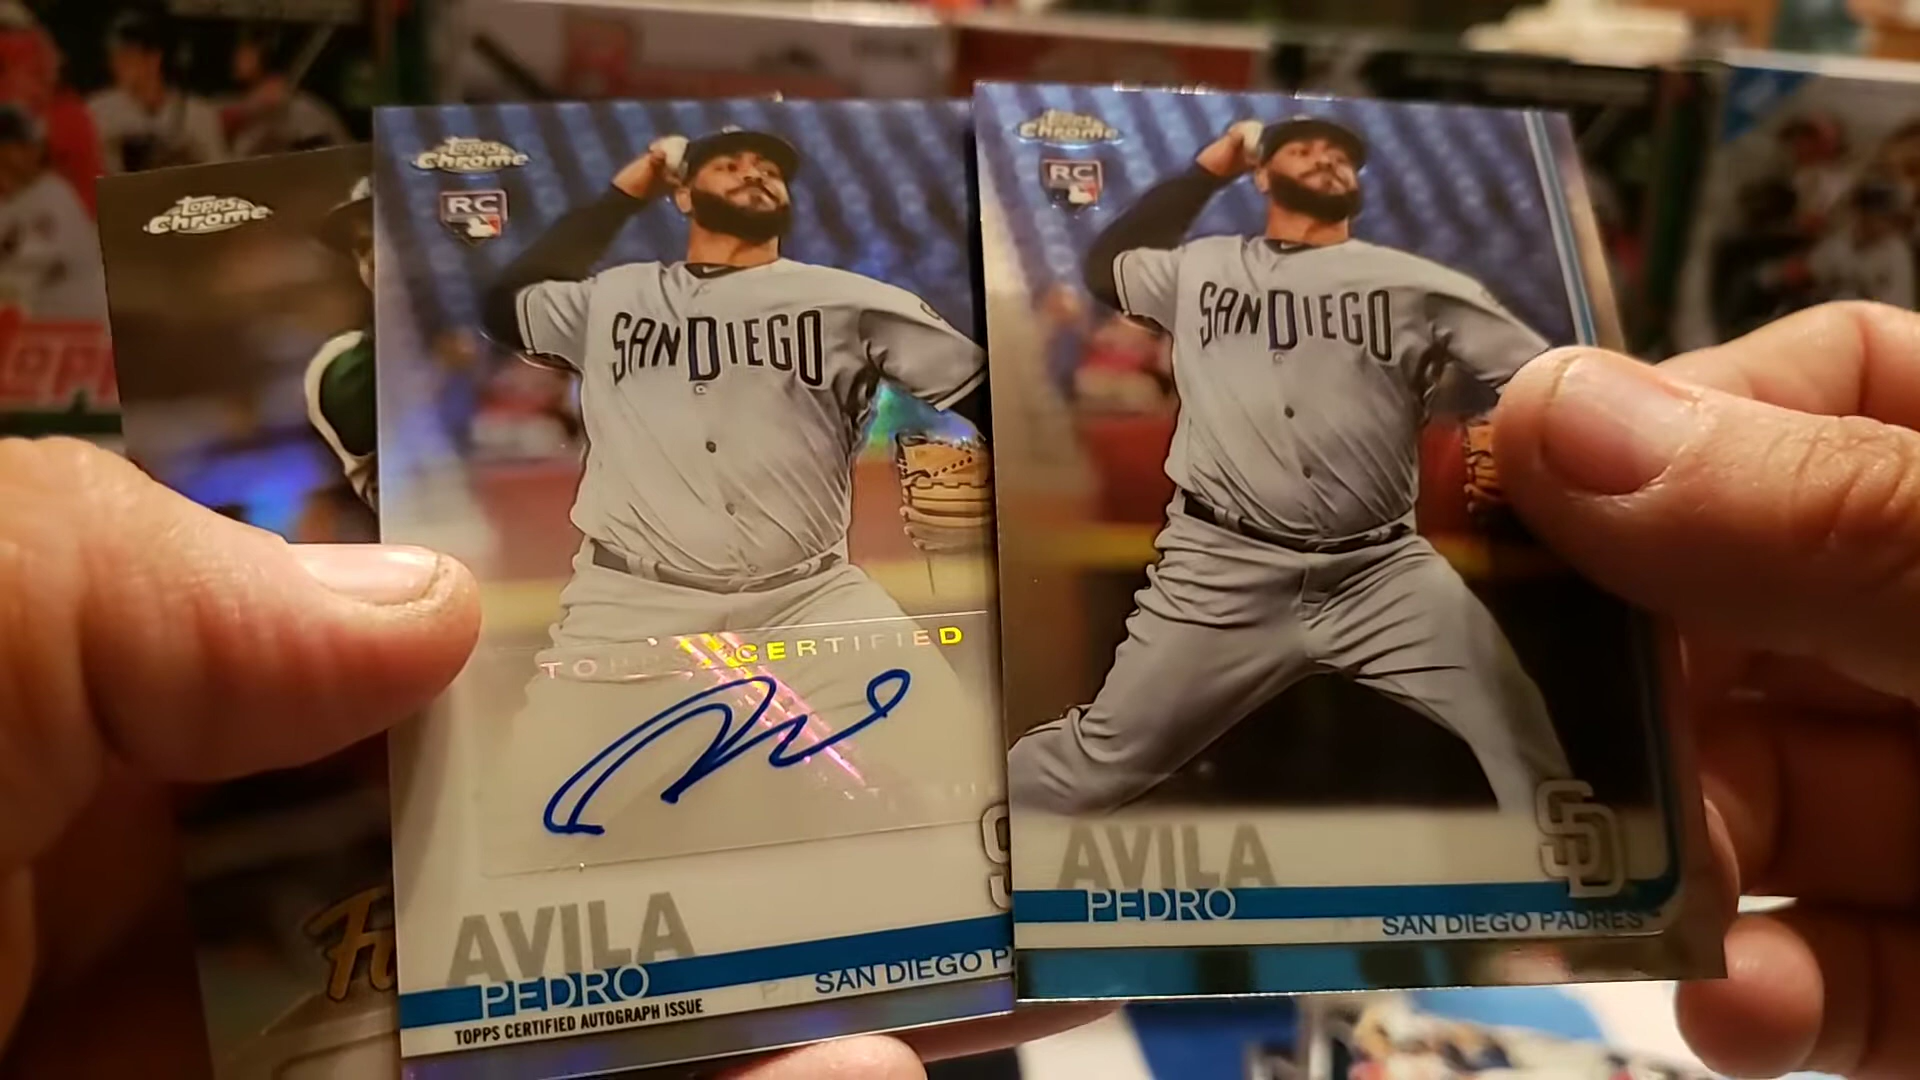 Topps
Chrome
Topps
Chrome
RC
SAN DIEGO
TOPPS CERTIFIED
AVILA
PEDRO
SAN DIEGO P
TOPPS CERTIFIED AUTOGRAPH ISSUE
Topps
Chrome
RC
SAN DIEGO
AVILA
PEDRO
SD
SAN DIEGO PADRES